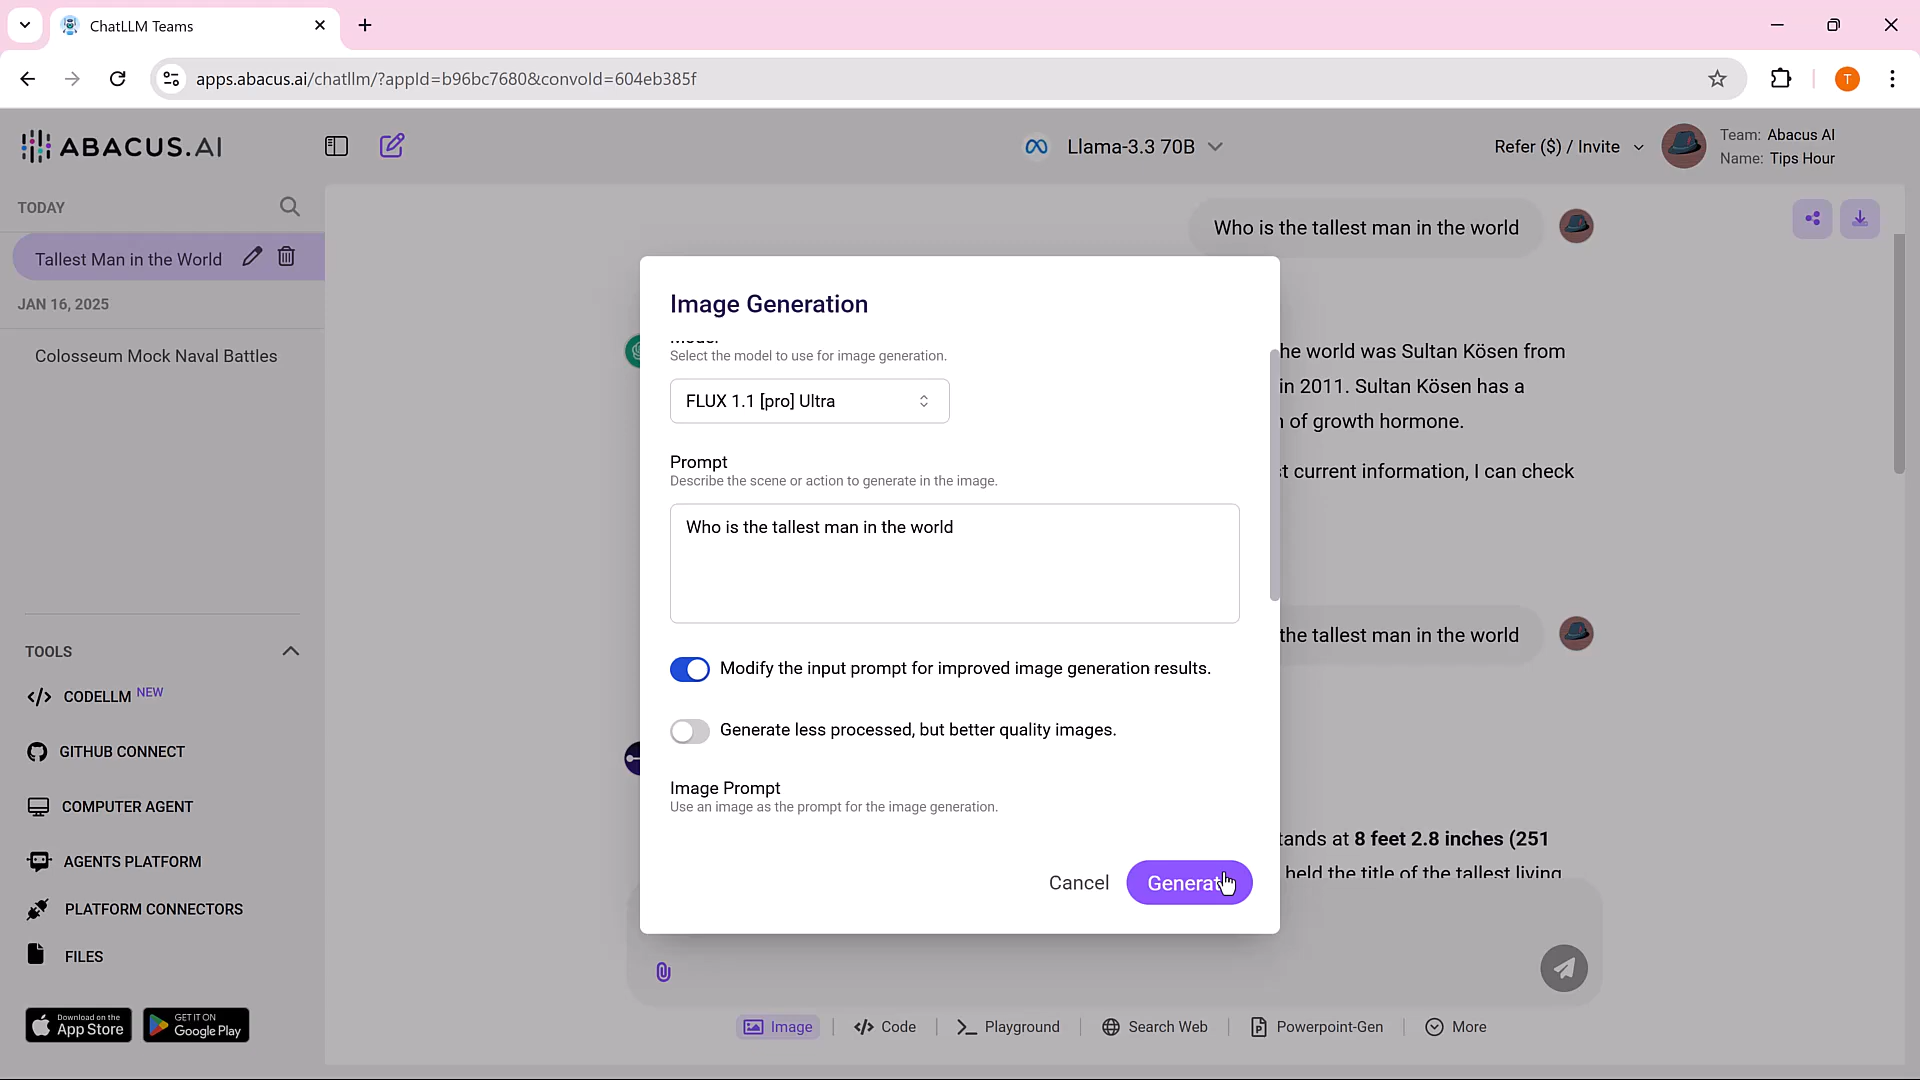 ChatLLM Teams
apps.abacus.ai/chatllm/?appId=b96bc7680&convoId=604eb385f
T
ABACUS.AI
Llama-3.3 70B
Refer ($) / Invite
Team: Abacus AI
Name: Tips Hour
TODAY
Tallest Man in the World
JAN 16, 2025
Colosseum Mock Naval Battles
TOOLS
CODELLM NEW
GITHUB CONNECT
COMPUTER AGENT
AGENTS PLATFORM
PLATFORM CONNECTORS
FILES
Download on the
App Store
GET IT ON
Google Play
Who is the tallest man in the world
he world was Sultan Kösen from
in 2011. Sultan Kösen has a
of growth hormone.
t current information, I can check
the tallest man in the world
tands at 8 feet 2.8 inches (251
held the title of the tallest living
Image Generation
Select the model to use for image generation.
FLUX 1.1 [pro] Ultra
Prompt
Describe the scene or action to generate in the image.
Who is the tallest man in the world
Modify the input prompt for improved image generation results.
Generate less processed, but better quality images.
Image Prompt
Use an image as the prompt for the image generation.
Cancel
Generate
Image
Code
Playground
Search Web
Powerpoint-Gen
More